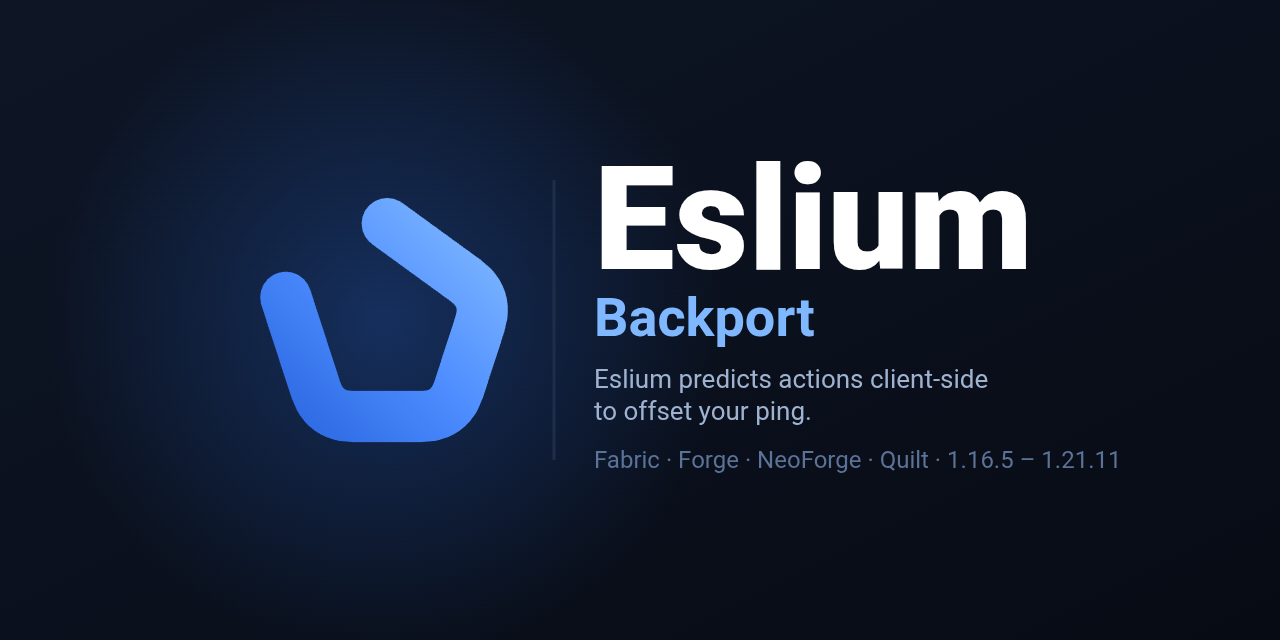 Eslium
Backport
Eslium predicts actions client-side
to offset your ping.
Fabric · Forge · NeoForge · Quilt · 1.16.5 – 1.21.11